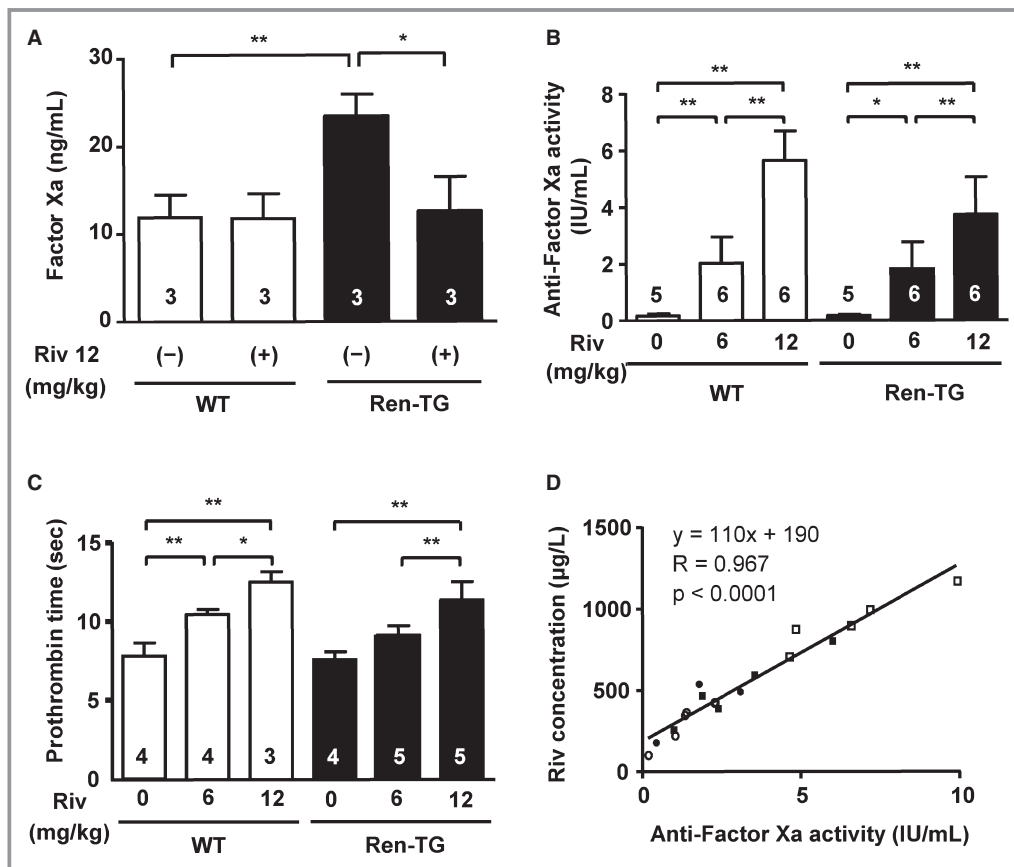 A
** *
30
20
10
0
Factor Xa (ng/mL)
3 3 3 3
Riv 12 (−) (+) (−) (+)
(mg/kg)
WT Ren-TG
B
** **
** ** * **
8
6
4
2
0
Anti-Factor Xa activity
(IU/mL)
5 6 6 5 6 6
Riv 0 6 12 0 6 12
mg/kg)
WT Ren-TG
C
** **
** * **
15
10
5
0
Prothrombin time (sec)
4 4 3 4 5 5
Riv 0 6 12 0 6 12
(mg/kg)
WT Ren-TG
D
1500
1000
500
0
Riv concentration (µg/L)
y = 110x + 190
R = 0.967
p < 0.0001
0 5 10
Anti-Factor Xa activity (IU/mL)